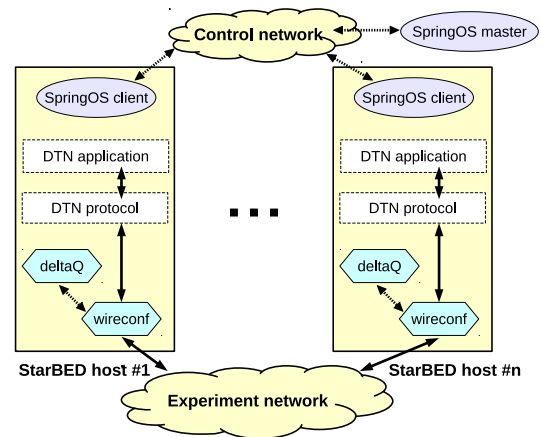 Control network
SpringOS master
SpringOS client
DTN application
DTN protocol
deltaQ
wireconf
StarBED host #1
...
SpringOS client
DTN application
DTN protocol
deltaQ
wireconf
StarBED host #n
Experiment network